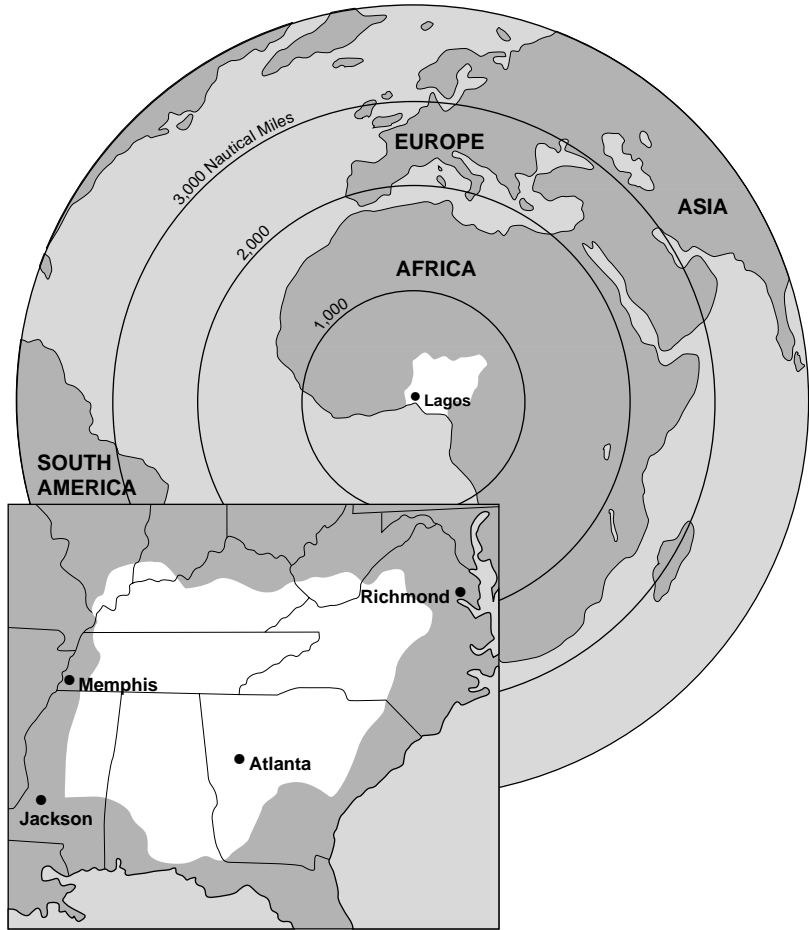 3,000 Nautical Miles
EUROPE
ASIA
2,000
AFRICA
1,000
Lagos
SOUTH
AMERICA
Richmond
Memphis
Atlanta
Jackson